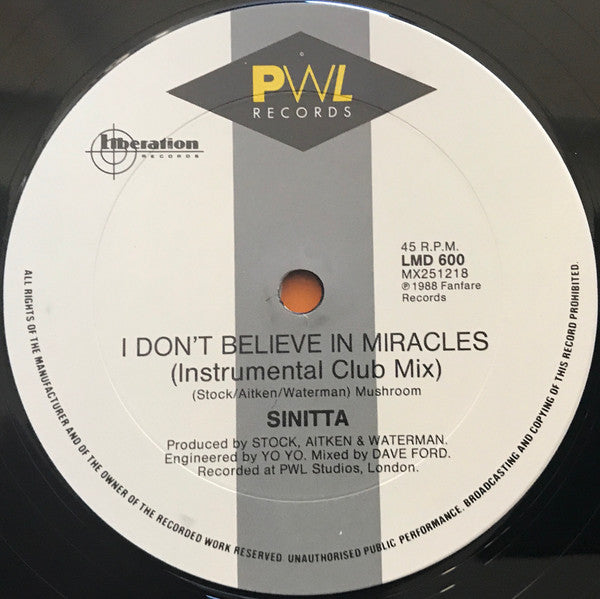 PWL
RECORDS
Liberation
RECORDS
45 R.P.M.
LMD 600
MX251218
℗ 1988 Fanfare
Records
I DON'T BELIEVE IN MIRACLES
(Instrumental Club Mix)
(Stock/Aitken/Waterman) Mushroom
SINITTA
Produced by STOCK, AITKEN & WATERMAN.
Engineered by YO YO. Mixed by DAVE FORD.
Recorded at PWL Studios, London.
ALL RIGHTS OF THE MANUFACTURER AND OF THE OWNER OF THE RECORDED WORK RESERVED. UNAUTHORISED PUBLIC PERFORMANCE, BROADCASTING AND COPYING OF THIS RECORD PROHIBITED.